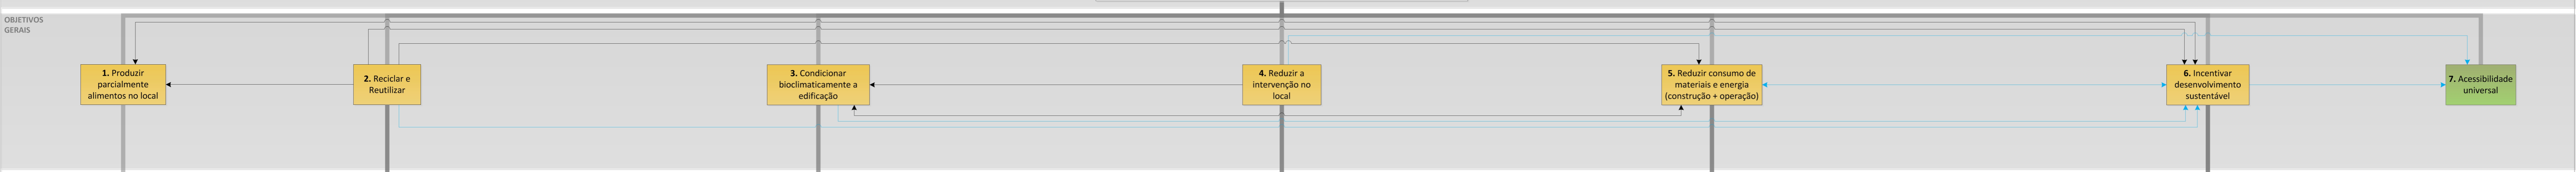 OBJETIVOS
GERAIS
1. Produzir
parcialmente
alimentos no local
2. Reciclar e
Reutilizar
3. Condicionar
bioclimaticamente a
edificação
4. Reduzir a
intervenção no
local
5. Reduzir consumo de
materiais e energia
(construção + operação)
6. Incentivar
desenvolvimento
sustentável
7. Acessibilidade
universal